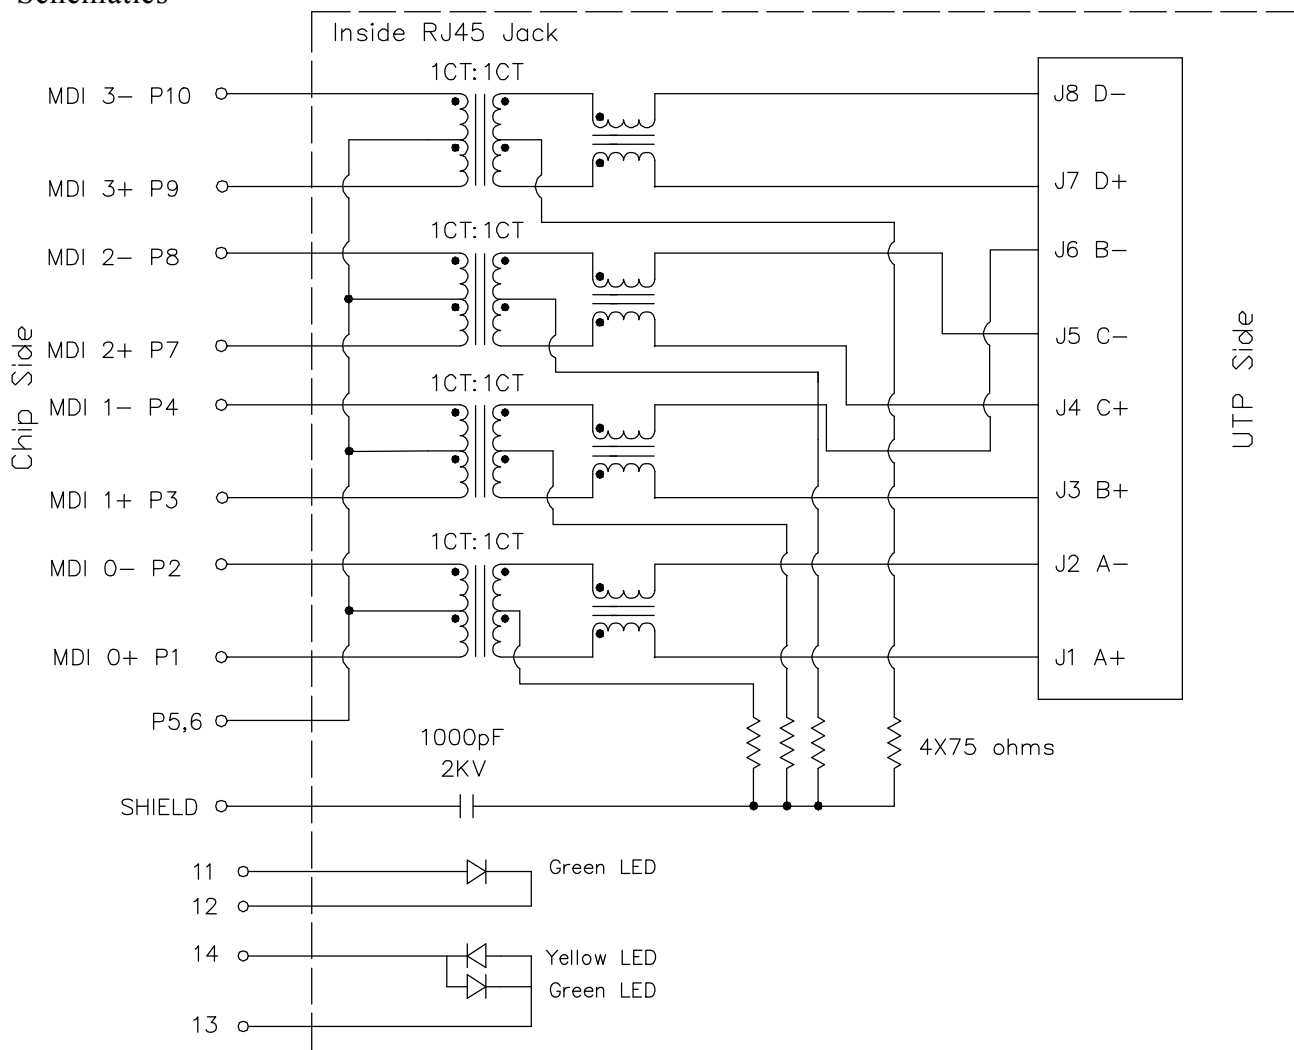 Schematics
Inside RJ45 Jack
1CT:1CT
MDI 3- P10
J8 D-
MDI 3+ P9
J7 D+
1CT:1CT
MDI 2- P8
J6 B-
MDI 2+ P7
J5 C-
1CT:1CT
MDI 1- P4
J4 C+
MDI 1+ P3
J3 B+
1CT:1CT
MDI 0- P2
J2 A-
MDI 0+ P1
J1 A+
Chip Side
UTP Side
P5,6
1000pF
2KV
4X75 ohms
SHIELD
11
Green LED
12
14
Yellow LED
Green LED
13